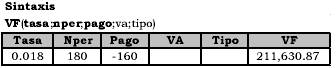 Sintaxis
VF(tasa;nper;pago;va;tipo)
Tasa Nper Pago VA Tipo VF
0.018 180 -160 211,630.87